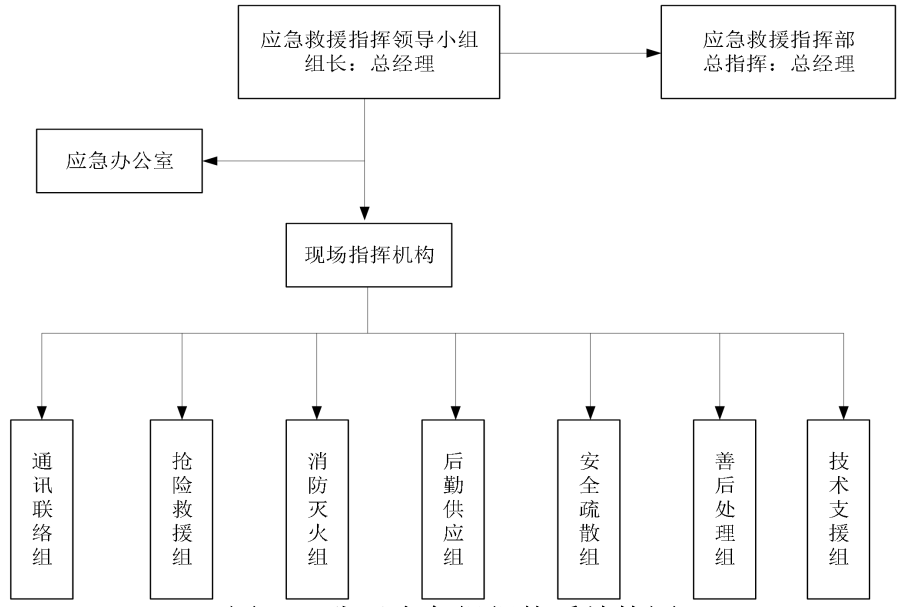 应急救援指挥领导小组
组长：总经理
应急救援指挥部
总指挥：总经理
应急办公室
现场指挥机构
通讯联络组
抢险救援组
消防灭火组
后勤供应组
安全疏散组
善后处理组
技术支援组